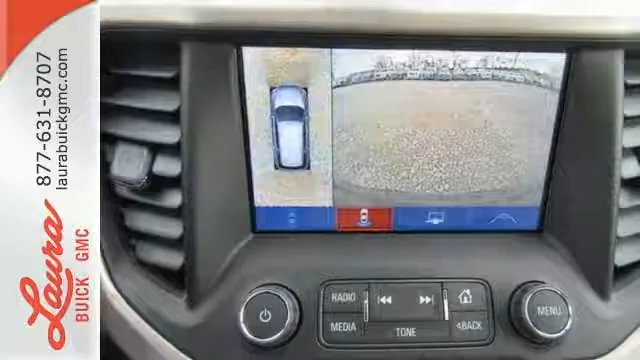 877-631-8707
laurabuickgmc.com
Laura
BUICK GMC
RADIO
MEDIA
TONE
<BACK
MENU